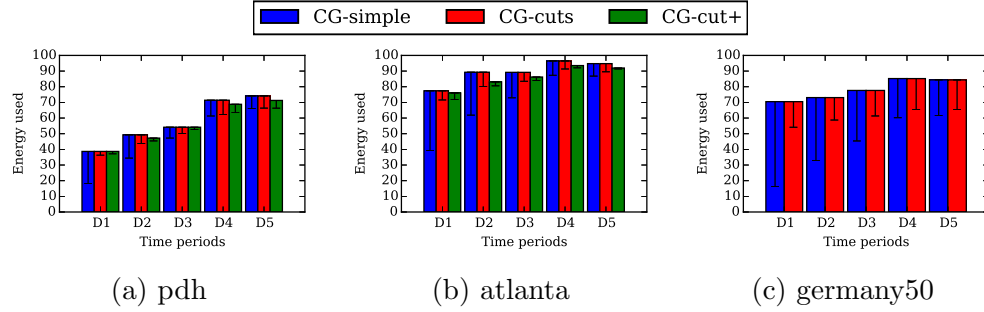 CG-simple CG-cuts CG-cut+
100
90
80
70
60
50
40
30
20
10
0
Energy used
D1 D2 D3 D4 D5
Time periods
(a) pdh
100
90
80
70
60
50
40
30
20
10
0
Energy used
D1 D2 D3 D4 D5
Time periods
(b) atlanta
100
90
80
70
60
50
40
30
20
10
0
Energy used
D1 D2 D3 D4 D5
Time periods
(c) germany50